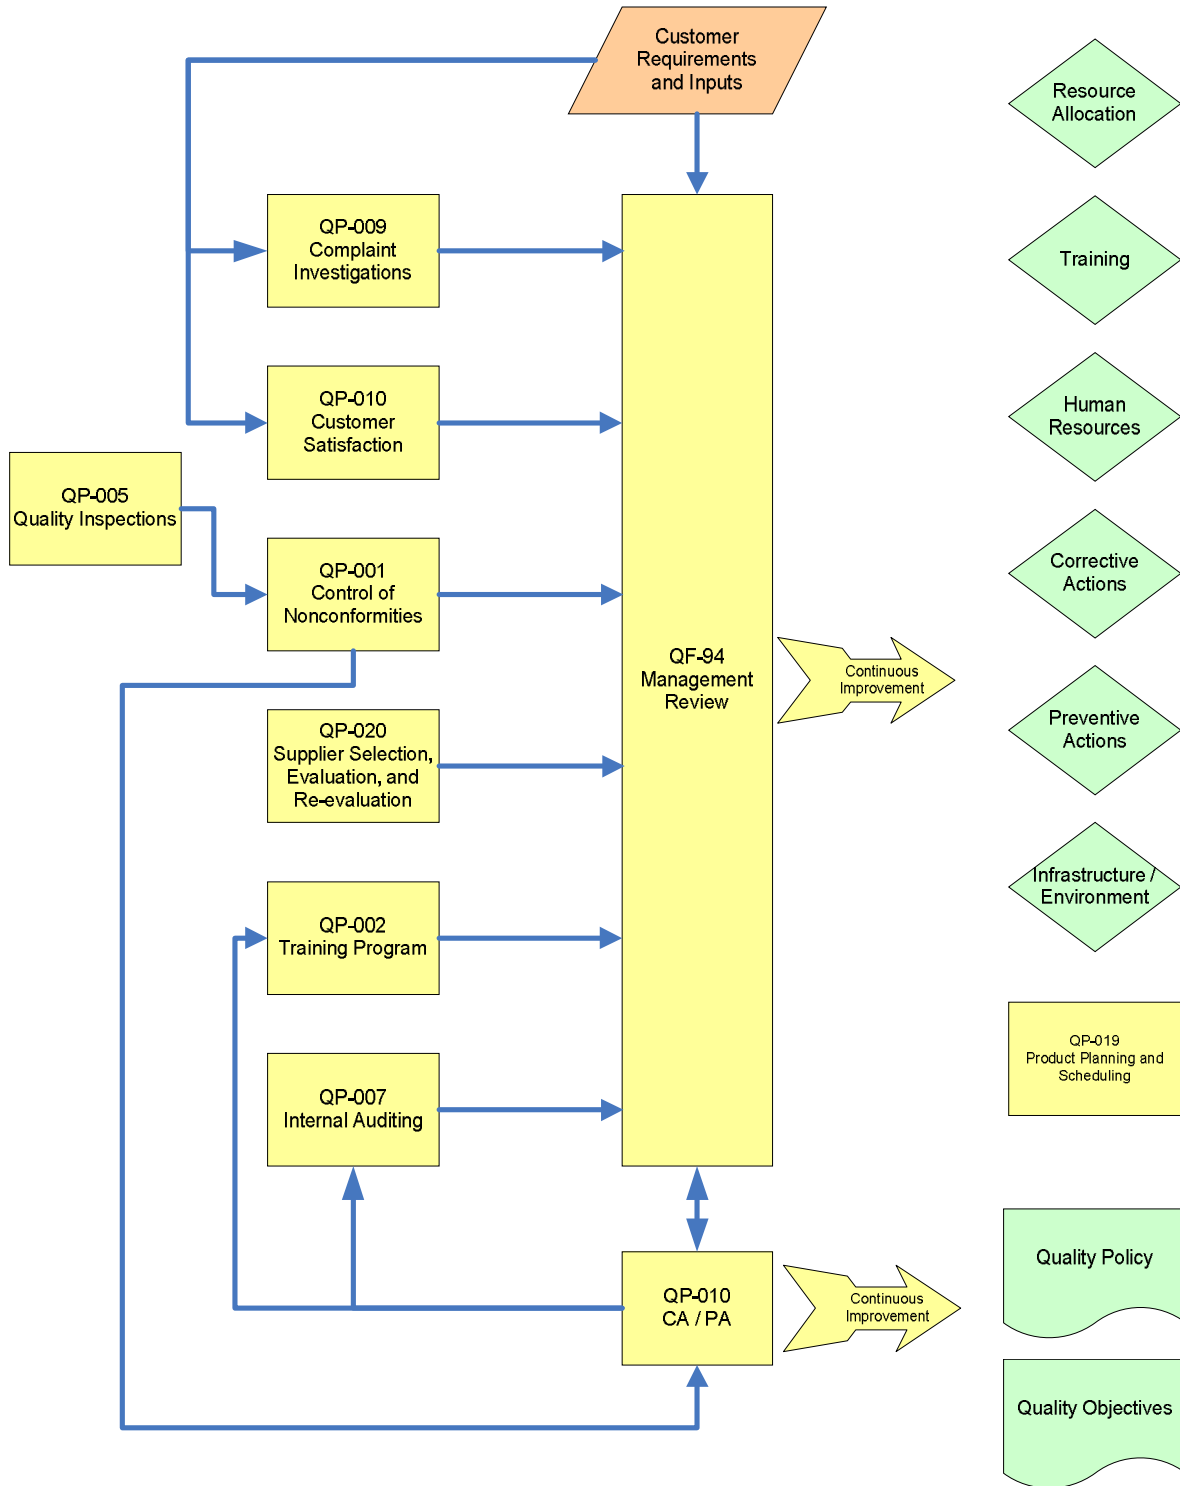 Customer
Requirements
and Inputs
Resource
Allocation
QP-009
Complaint
Investigations
Training
QP-010
Customer
Satisfaction
Human
Resources
QP-005
Quality Inspections
QP-001
Control of
Nonconformities
Corrective
Actions
QF-94
Management
Review
Continuous
Improvement
QP-020
Supplier Selection,
Evaluation, and
Re-evaluation
Preventive
Actions
QP-002
Training Program
Infrastructure /
Environment
QP-007
Internal Auditing
QP-019
Product Planning and
Scheduling
QP-010
CA / PA
Continuous
Improvement
Quality Policy
Quality Objectives